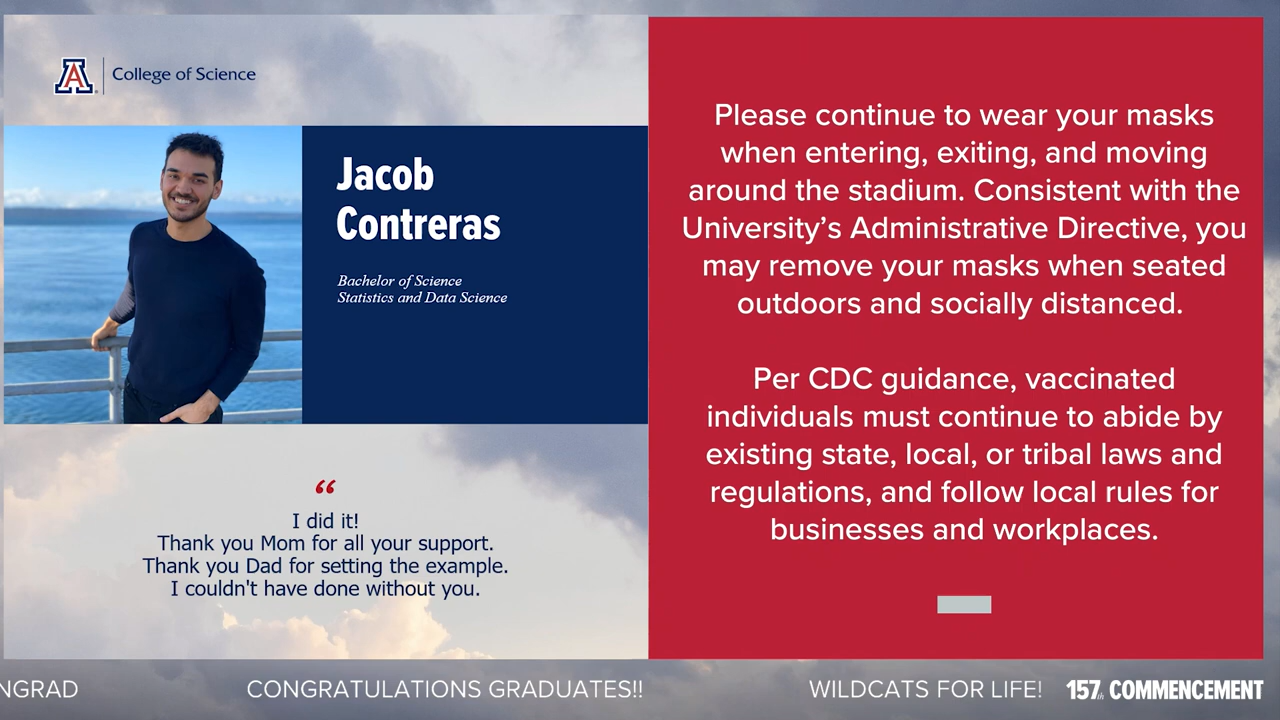 A
College of Science
Jacob
Contreras
Bachelor of Science
Statistics and Data Science
“
I did it!
Thank you Mom for all your support.
Thank you Dad for setting the example.
I couldn't have done without you.
Please continue to wear your masks
when entering, exiting, and moving
around the stadium. Consistent with the
University’s Administrative Directive, you
may remove your masks when seated
outdoors and socially distanced.
Per CDC guidance, vaccinated
individuals must continue to abide by
existing state, local, or tribal laws and
regulations, and follow local rules for
businesses and workplaces.
NGRAD CONGRATULATIONS GRADUATES!! WILDCATS FOR LIFE! 157th COMMENCEMENT